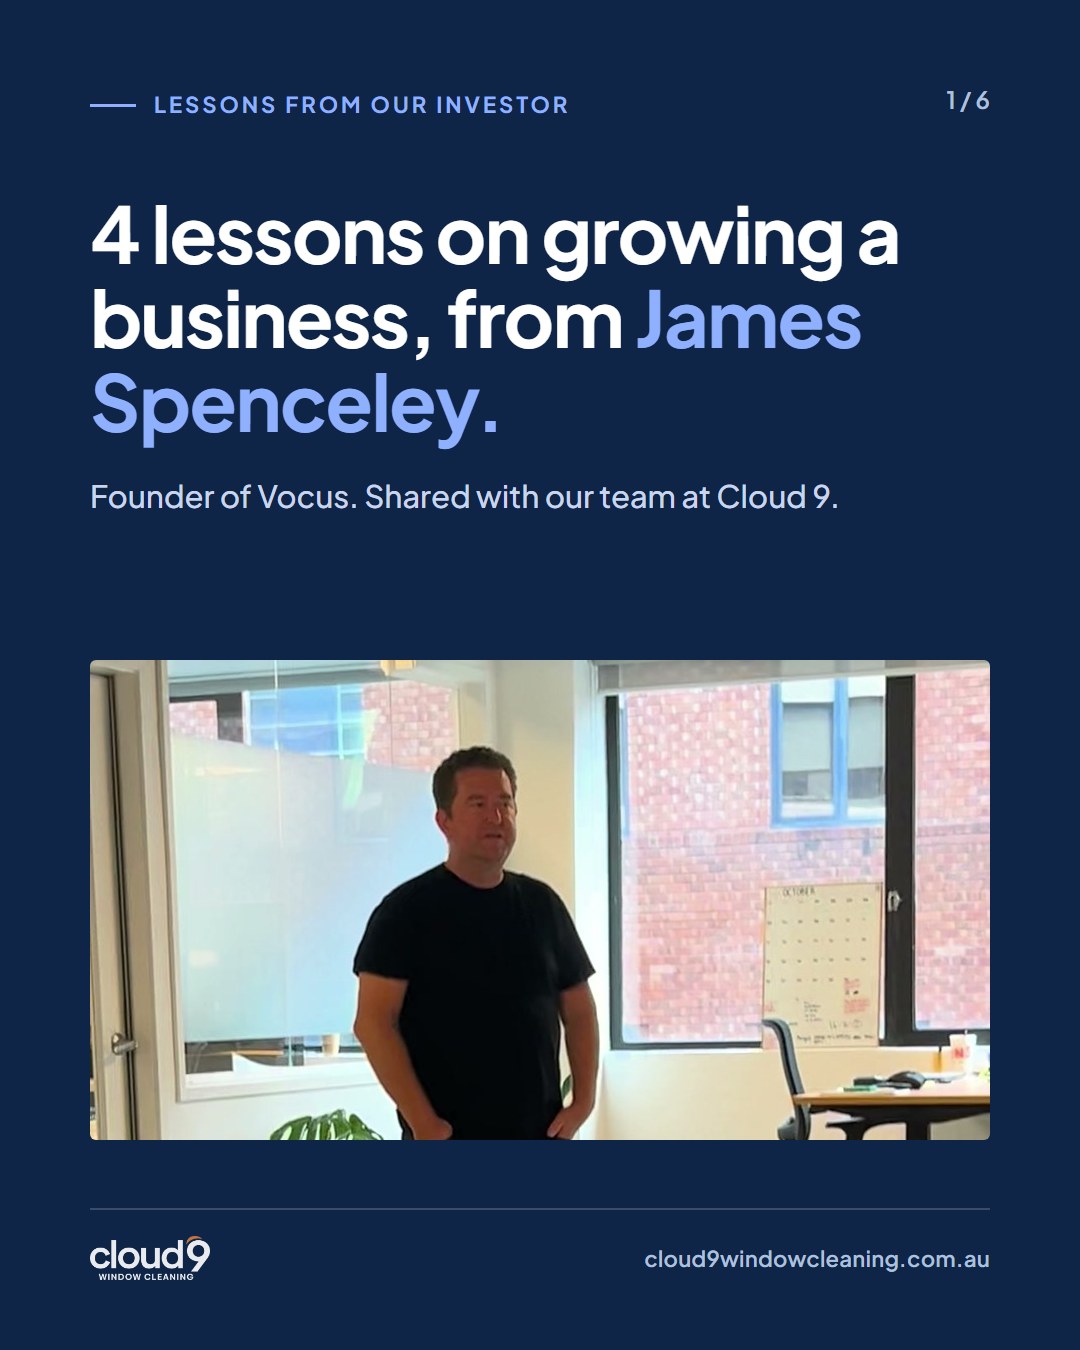 LESSONS FROM OUR INVESTOR
1/6
4 lessons on growing a
business, from James
Spenceley.
Founder of Vocus. Shared with our team at Cloud 9.
OCTOBER
cloud9
WINDOW CLEANING
cloud9windowcleaning.com.au